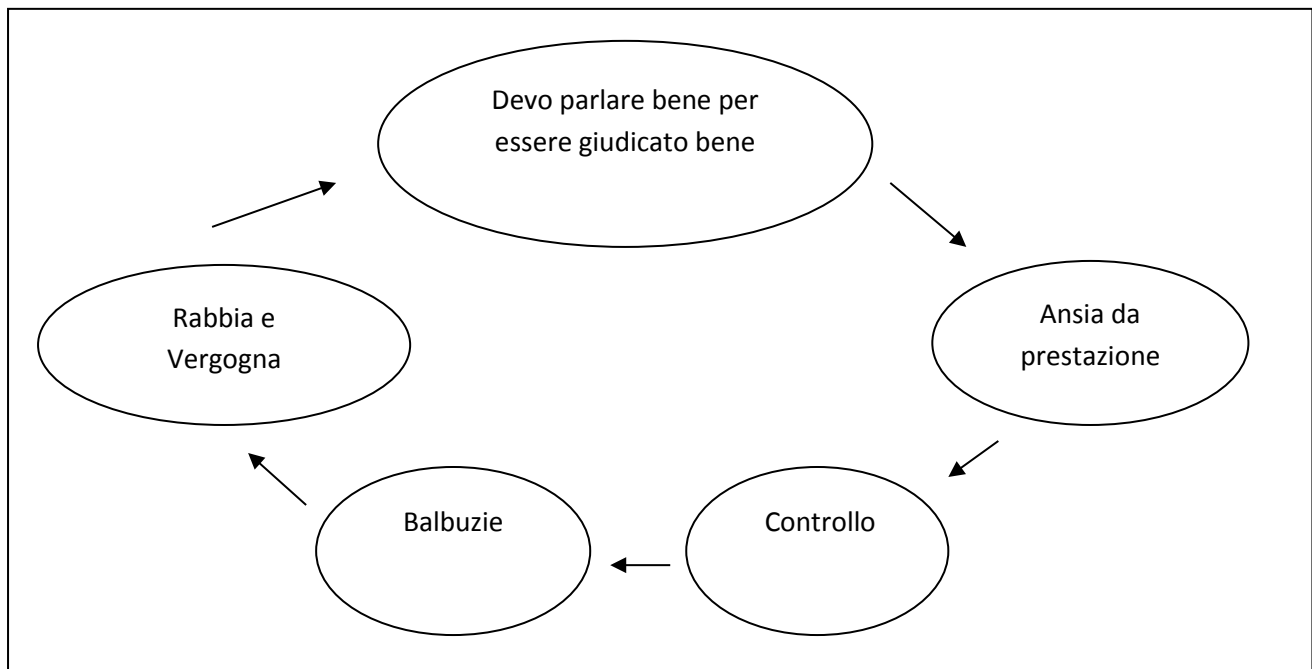 Devo parlare bene per
essere giudicato bene
Ansia da
prestazione
Controllo
Balbuzie
Rabbia e
Vergogna